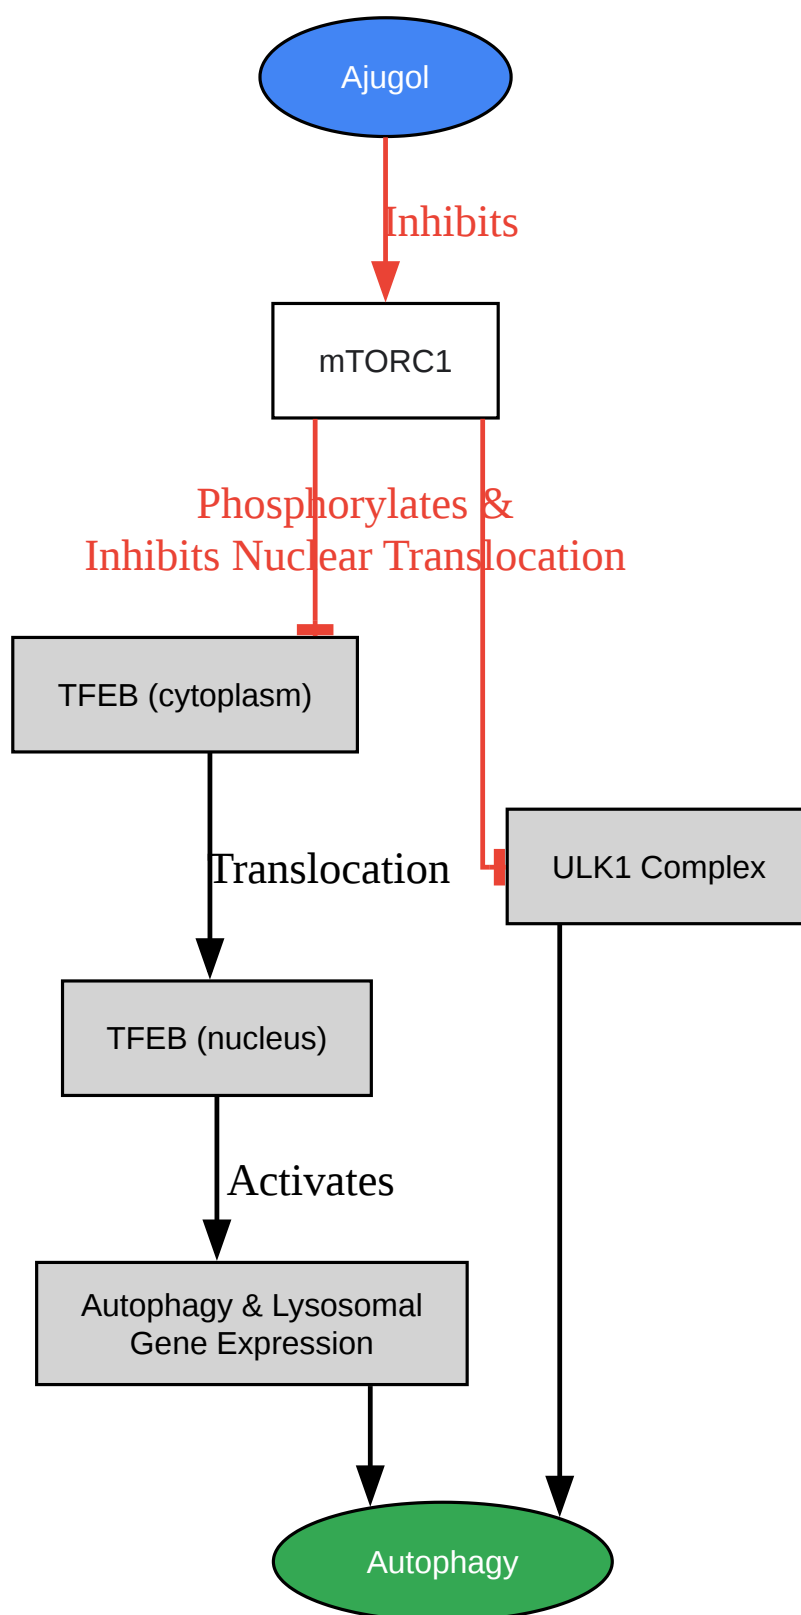 Ajugol
Inhibits
mTORC1
Phosphorylates &
Inhibits Nuclear Translocation
TFEB (cytoplasm)
Translocation
ULK1 Complex
TFEB (nucleus)
Activates
Autophagy & Lysosomal
Gene Expression
Autophagy